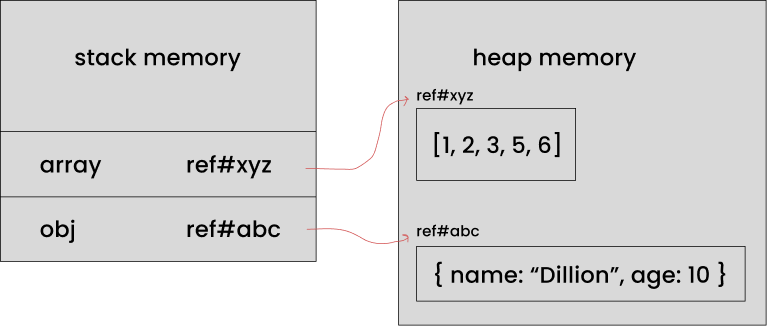 stack memory
array ref#xyz
obj ref#abc
heap memory
ref#xyz
[1, 2, 3, 5, 6]
ref#abc
{ name: “Dillion”, age: 10 }